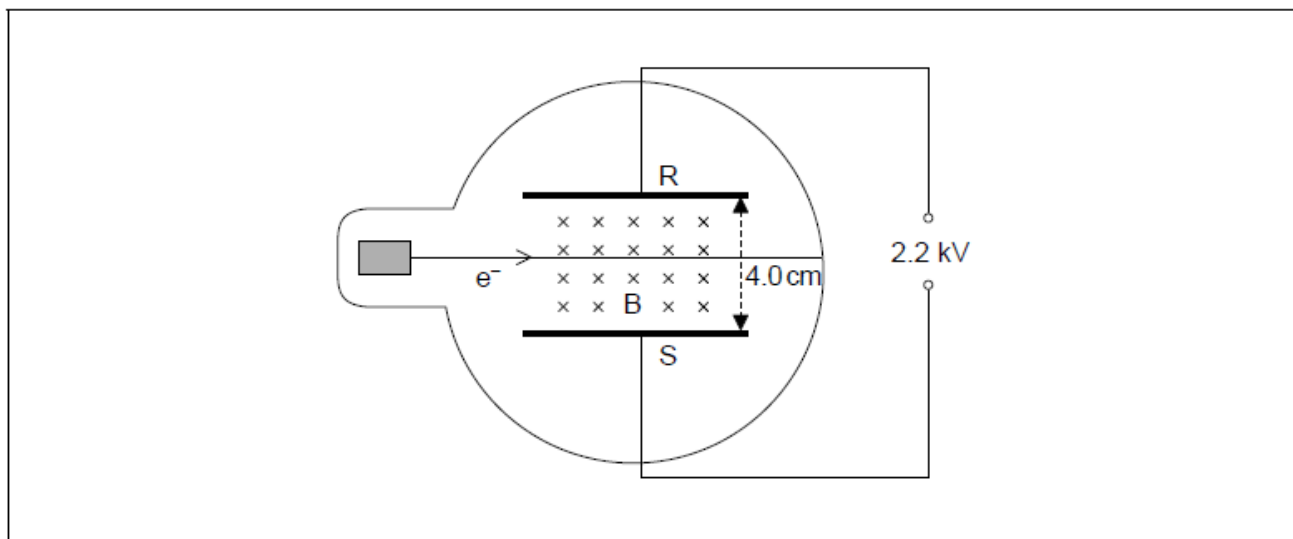 R
× × × × ×
× × × × ×
e⁻
2.2 kV
4.0 cm
× × × × ×
× × B × ×
S